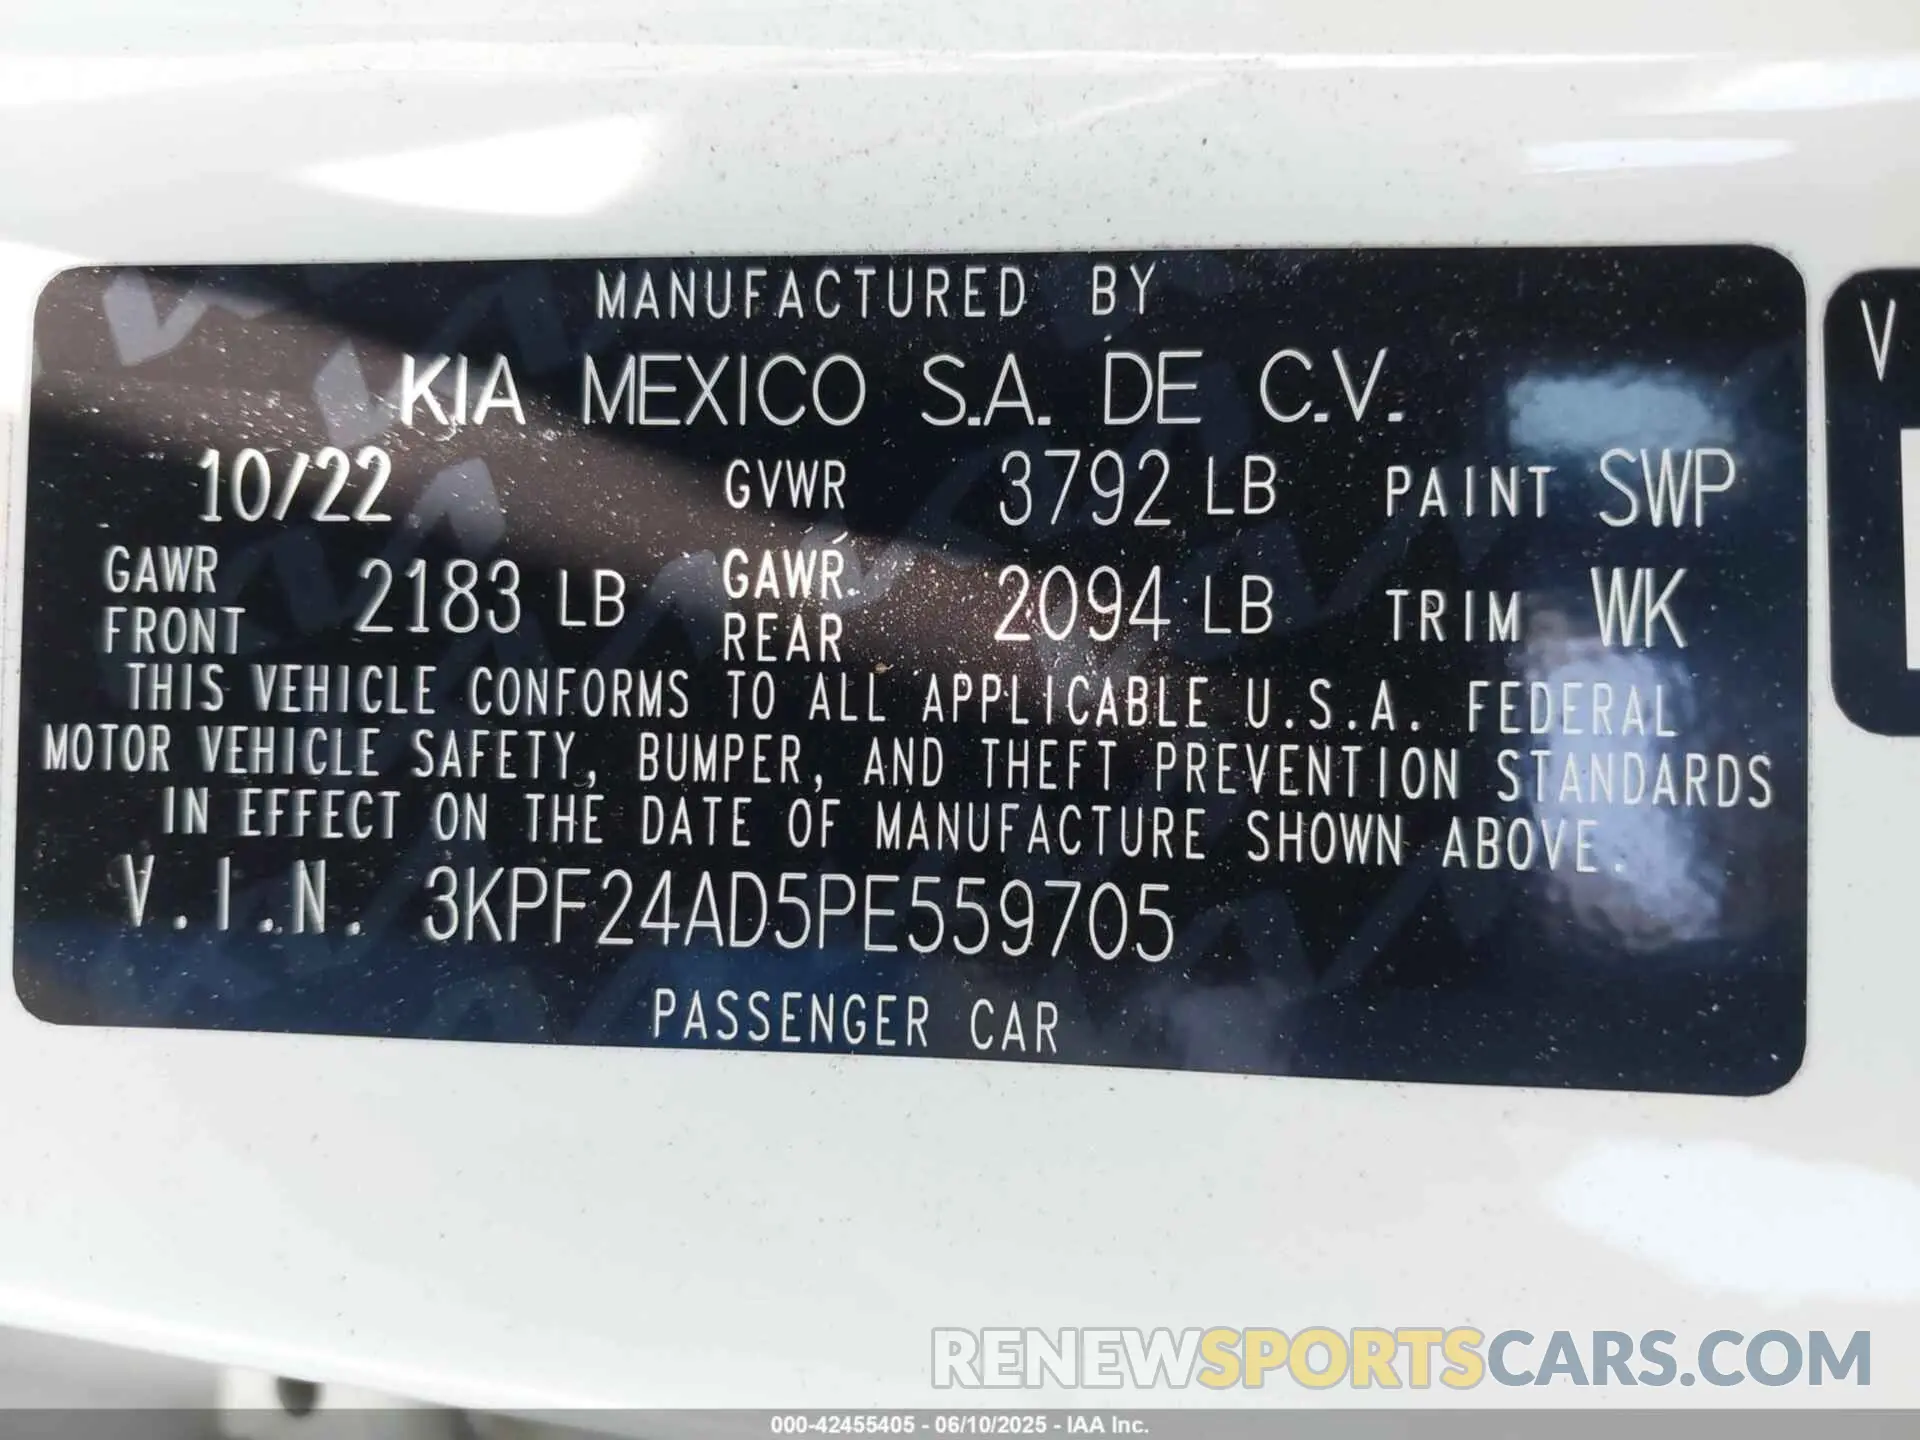 MANUFACTURED BY
KIA MEXICO S.A. DE C.V.
10/22 GVWR 3792 LB PAINT SWP
GAWR FRONT 2183 LB GAWR REAR 2094 LB TRIM WK
THIS VEHICLE CONFORMS TO ALL APPLICABLE U.S.A. FEDERAL
MOTOR VEHICLE SAFETY, BUMPER, AND THEFT PREVENTION STANDARDS
IN EFFECT ON THE DATE OF MANUFACTURE SHOWN ABOVE.
V.I.N. 3KPF24AD5PE559705
PASSENGER CAR
V
RENEWSPORTSCARS.COM
000-42455405 - 06/10/2025 - IAA Inc.